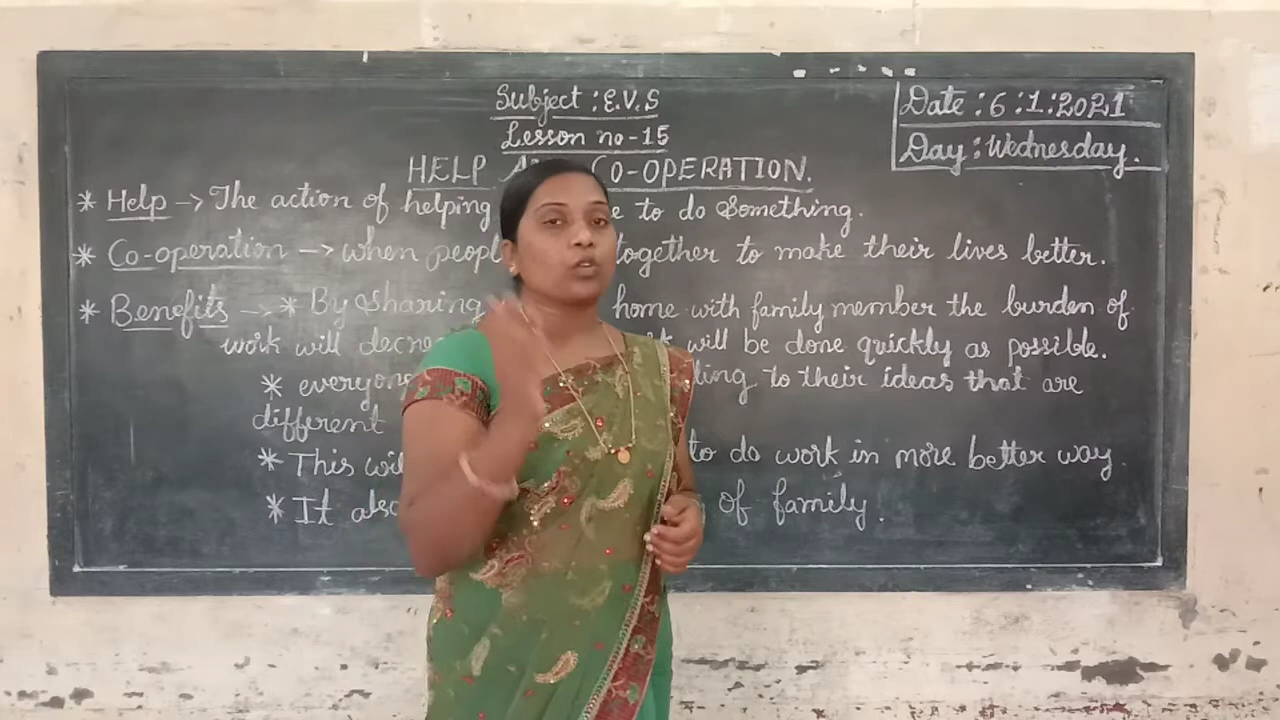 Subject : E.V.S
Lesson no-15
Date : 6 : 1 : 2021
Day : Wednesday.
HELP CO-OPERATION.
* Help -> The action of helping to do Something.
* Co-operation -> when together to make their lives better.
* Benefits -> * By Sharing home with family member the burden of
work will will be done quickly as possible.
* everyone to their ideas that are
different
* This to do work in more better way.
* It of family.